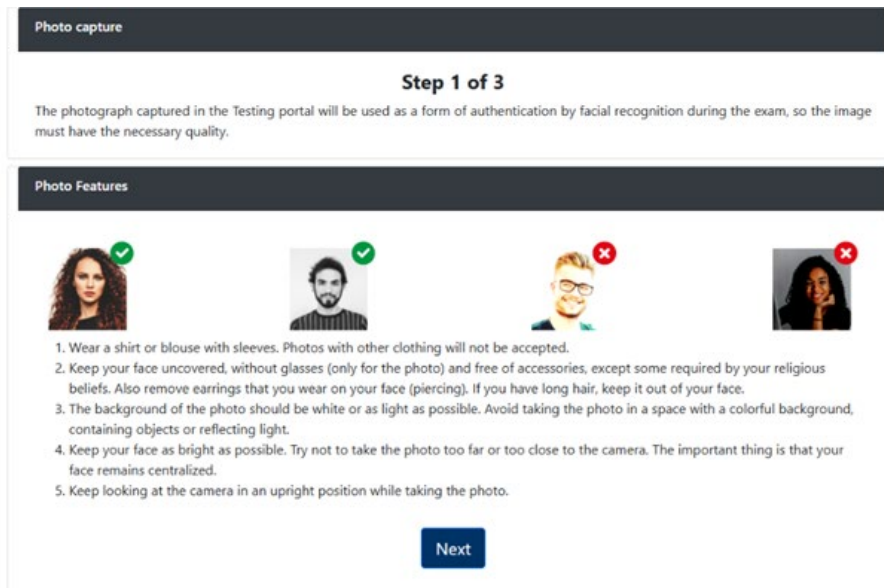 Photo capture
Step 1 of 3
The photograph captured in the Testing portal will be used as a form of authentication by facial recognition during the exam, so the image
must have the necessary quality.
Photo Features
1. Wear a shirt or blouse with sleeves. Photos with other clothing will not be accepted.
2. Keep your face uncovered, without glasses (only for the photo) and free of accessories, except some required by your religious
beliefs. Also remove earrings that you wear on your face (piercing). If you have long hair, keep it out of your face.
3. The background of the photo should be white or as light as possible. Avoid taking the photo in a space with a colorful background,
containing objects or reflecting light.
4. Keep your face as bright as possible. Try not to take the photo too far or too close to the camera. The important thing is that your
face remains centralized.
5. Keep looking at the camera in an upright position while taking the photo.
Next